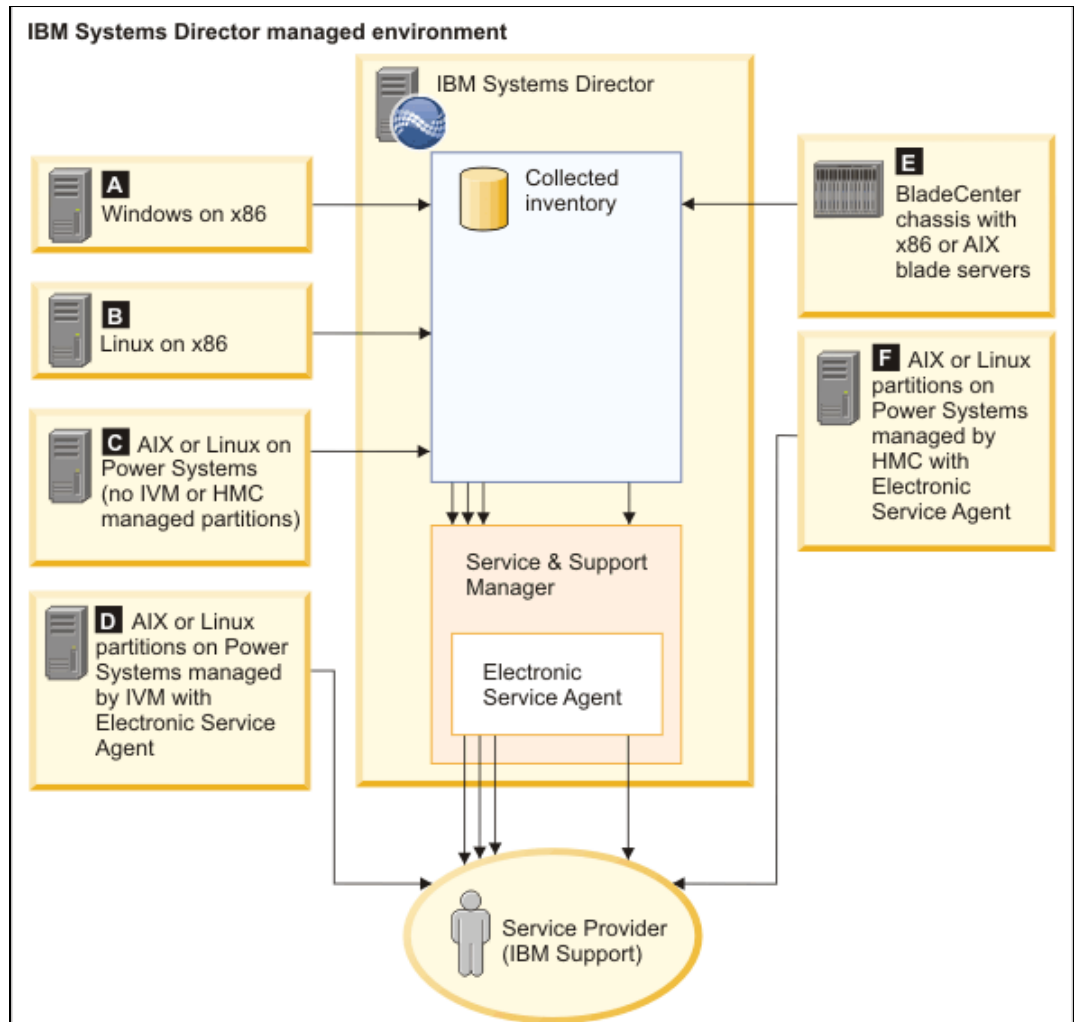 IBM Systems Director managed environment
IBM Systems Director
Collected
inventory
A
Windows on x86
B
Linux on x86
C AIX or Linux on
Power Systems
(no IVM or HMC
managed partitions)
D AIX or Linux
partitions on Power
Systems managed
by IVM with
Electronic Service
Agent
E
BladeCenter
chassis with
x86 or AIX
blade servers
F AIX or Linux
partitions on
Power Systems
managed by
HMC with
Electronic
Service Agent
Service & Support
Manager
Electronic
Service Agent
Service Provider
(IBM Support)